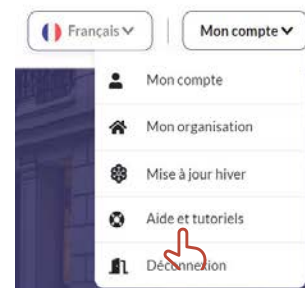 Français
Mon compte
Mon compte
Mon organisation
Mise à jour hiver
Aide et tutoriels
Déconnexion